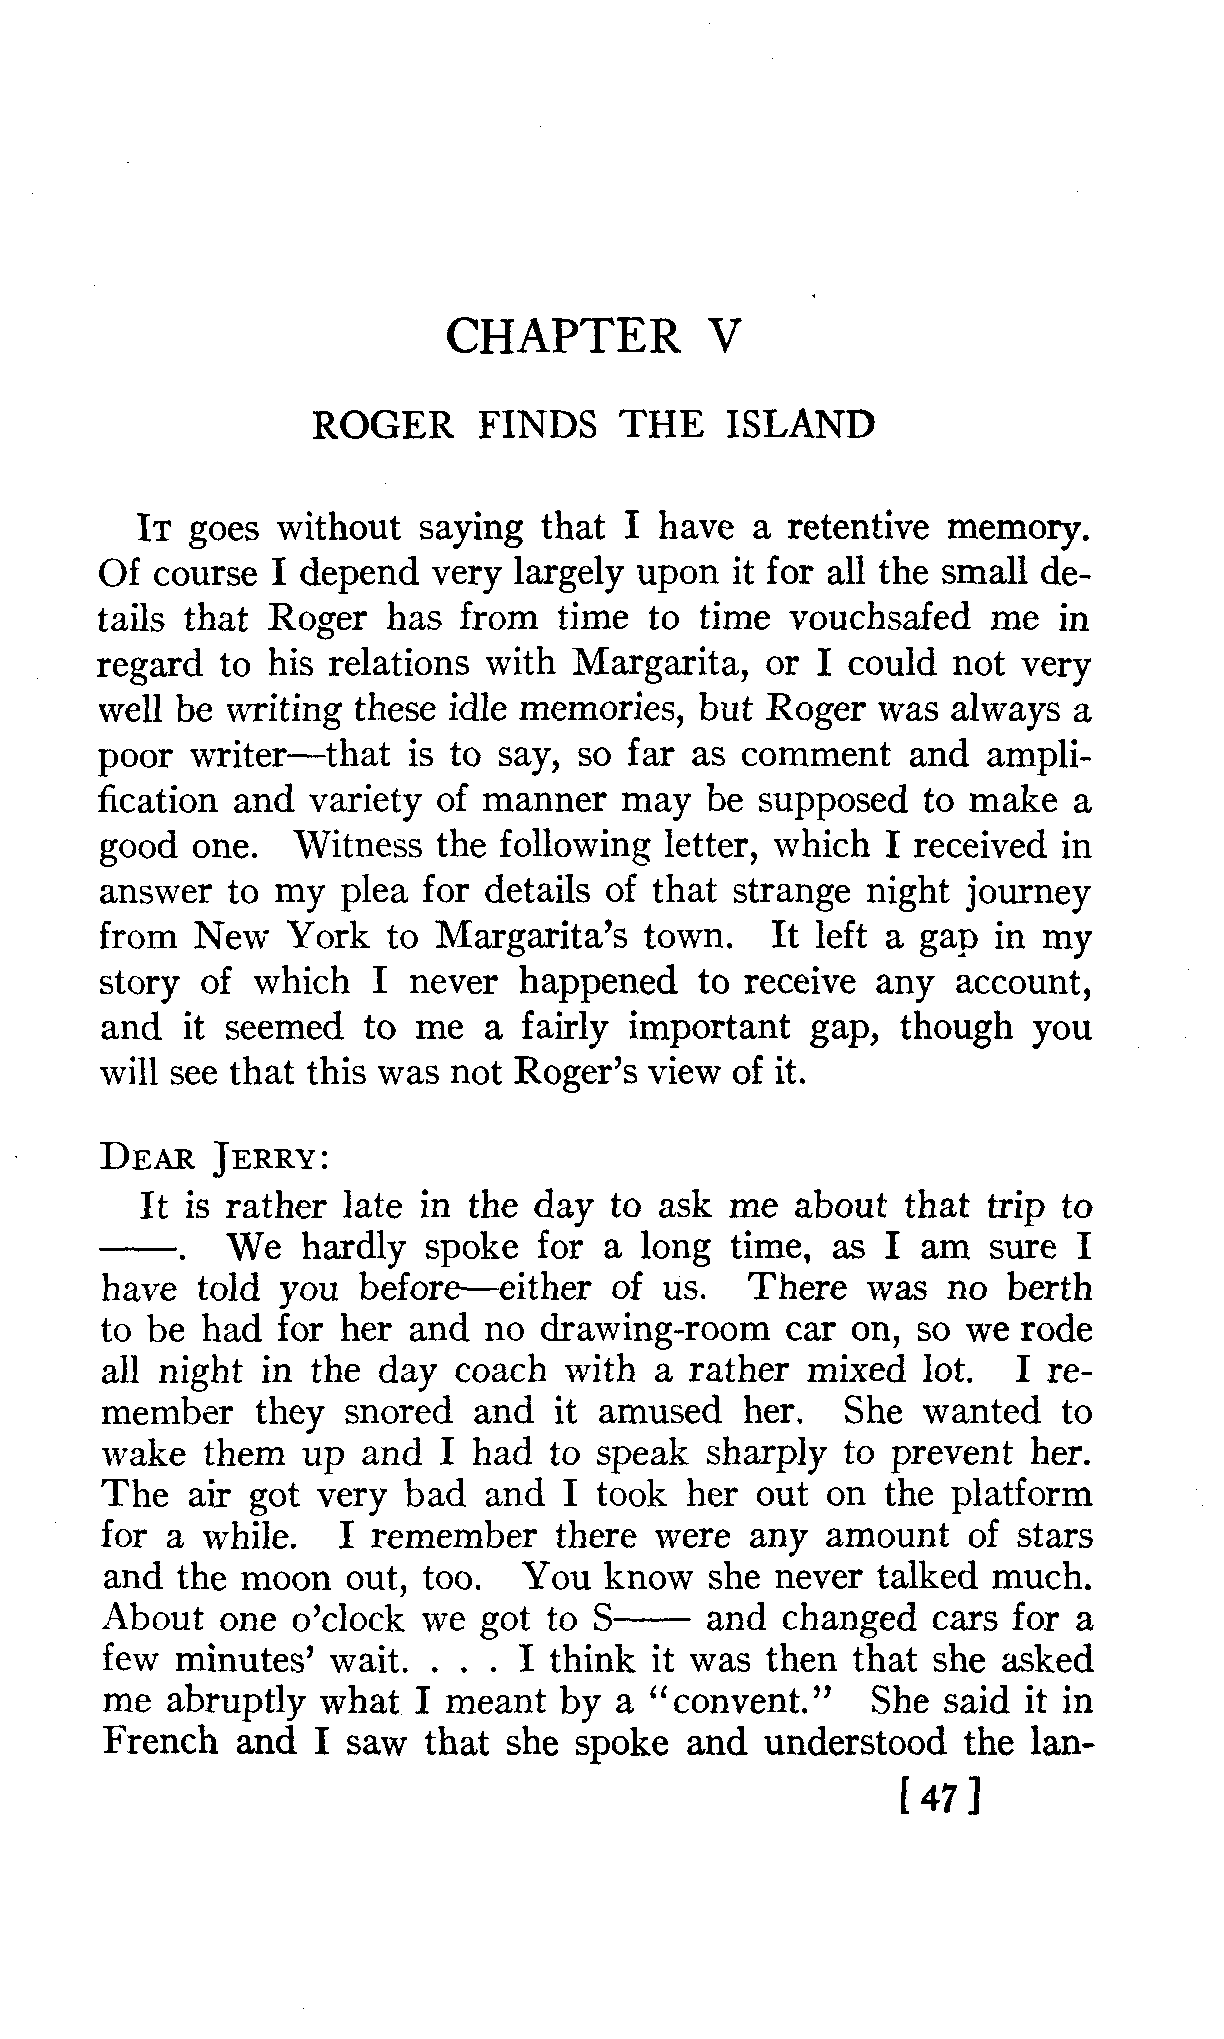 CHAPTER V
ROGER FINDS THE ISLAND
IT goes without saying that I have a retentive memory.
Of course I depend very largely upon it for all the small de-
tails that Roger has from time to time vouchsafed me in
regard to his relations with Margarita, or I could not very
well be writing these idle memories, but Roger was always a
poor writer—that is to say, so far as comment and ampli-
fication and variety of manner may be supposed to make a
good one. Witness the following letter, which I received in
answer to my plea for details of that strange night journey
from New York to Margarita's town. It left a gap in my
story of which I never happened to receive any account,
and it seemed to me a fairly important gap, though you
will see that this was not Roger's view of it.
DEAR JERRY:
It is rather late in the day to ask me about that trip to
——. We hardly spoke for a long time, as I am sure I
have told you before—either of us. There was no berth
to be had for her and no drawing-room car on, so we rode
all night in the day coach with a rather mixed lot. I re-
member they snored and it amused her. She wanted to
wake them up and I had to speak sharply to prevent her.
The air got very bad and I took her out on the platform
for a while. I remember there were any amount of stars
and the moon out, too. You know she never talked much.
About one o'clock we got to S—— and changed cars for a
few minutes' wait. . . . I think it was then that she asked
me abruptly what I meant by a "convent." She said it in
French and I saw that she spoke and understood the lan-
[ 47 ]